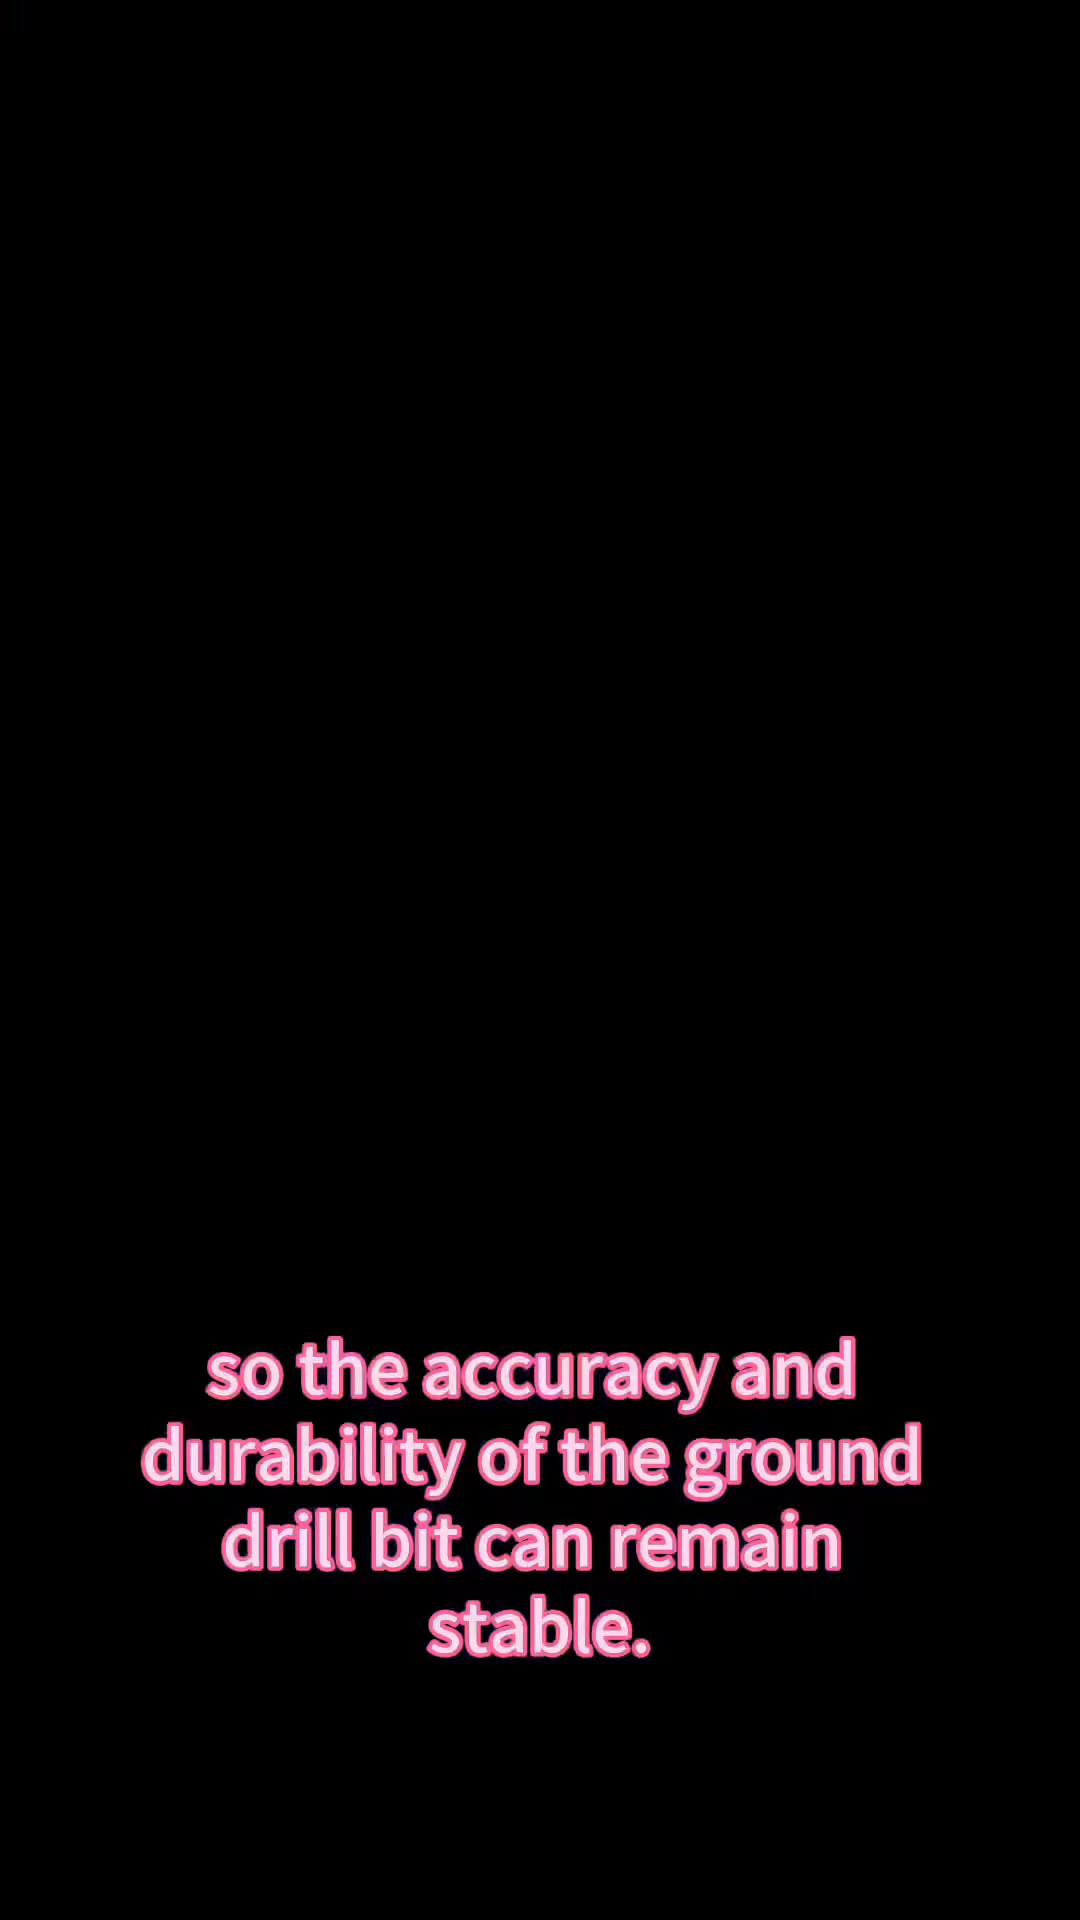 so the accuracy and
durability of the ground
drill bit can remain
stable.